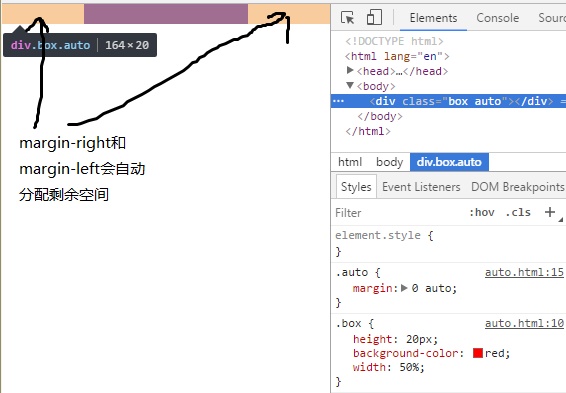 Elements
Console
Sou
div.box.auto | 164×20
<!DOCTYPE html>
<html lang="en">
▶<head>…</head>
▼<body>
··· <div class="box auto"></div> =
</body>
</html>
margin-right和
margin-left会自动
分配剩余空间
html body div.box.auto
Styles Event Listeners DOM Breakpoints
Filter :hov .cls +
element.style {
}
.auto { auto.html:15
margin:▶0 auto;
}
.box { auto.html:10
height: 20px;
background-color: red;
width: 50%;
}